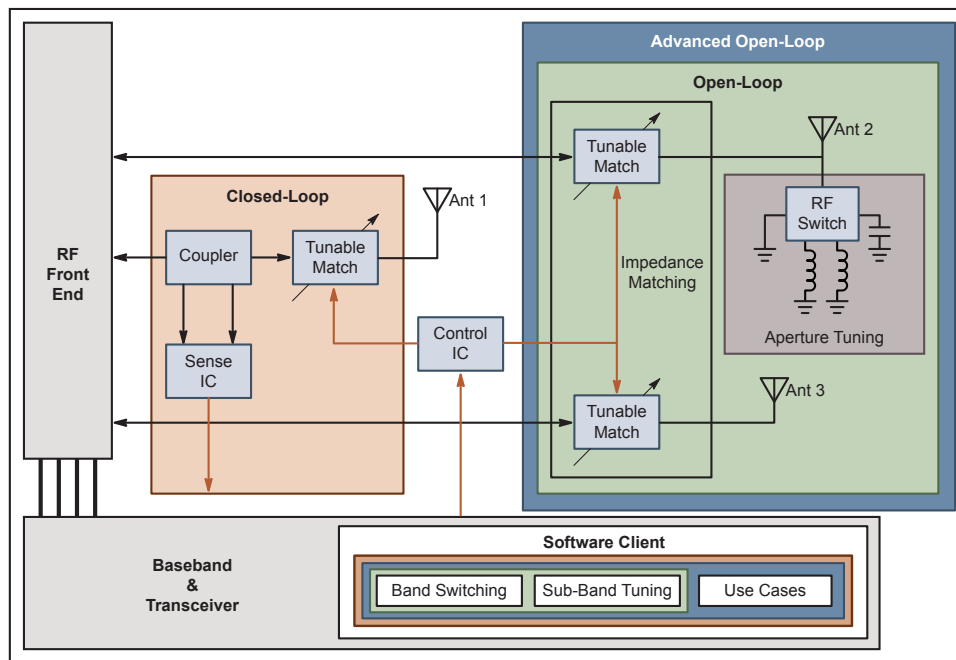 Advanced Open-Loop
Open-Loop
Ant 2
Tunable
Match
Closed-Loop
Ant 1
RF
Switch
RF
Front
End
Coupler
Tunable
Match
Impedance
Matching
Control
IC
Aperture Tuning
Sense
IC
Ant 3
Tunable
Match
Software Client
Baseband
&
Transceiver
Band Switching
Sub-Band Tuning
Use Cases